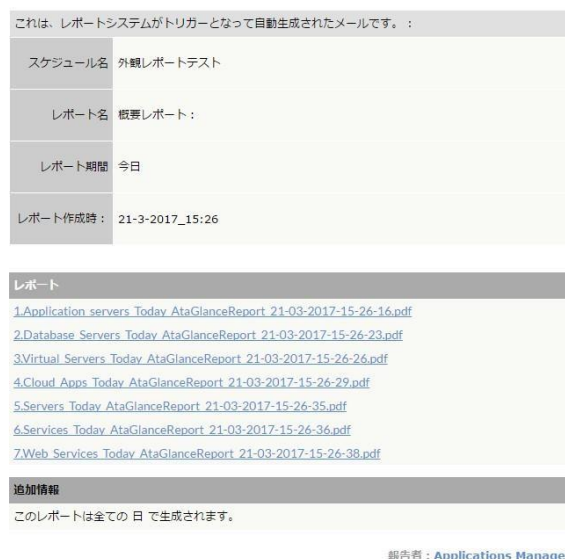 これは、レポートシステムがトリガーとなって自動生成されたメールです。：
スケジュール名 外観レポートテスト
レポート名 概要レポート：
レポート期間 今日
レポート作成時： 21-3-2017_15:26
レポート
1.Application servers Today AtaGlanceReport 21-03-2017-15-26-16.pdf
2.Database Servers Today AtaGlanceReport 21-03-2017-15-26-23.pdf
3.Virtual Servers Today AtaGlanceReport 21-03-2017-15-26-26.pdf
4.Cloud Apps Today AtaGlanceReport 21-03-2017-15-26-29.pdf
5.Servers Today AtaGlanceReport 21-03-2017-15-26-35.pdf
6.Services Today AtaGlanceReport 21-03-2017-15-26-36.pdf
7.Web Services Today AtaGlanceReport 21-03-2017-15-26-38.pdf
追加情報
このレポートは全ての 日 で生成されます。
報告者：Applications Manage